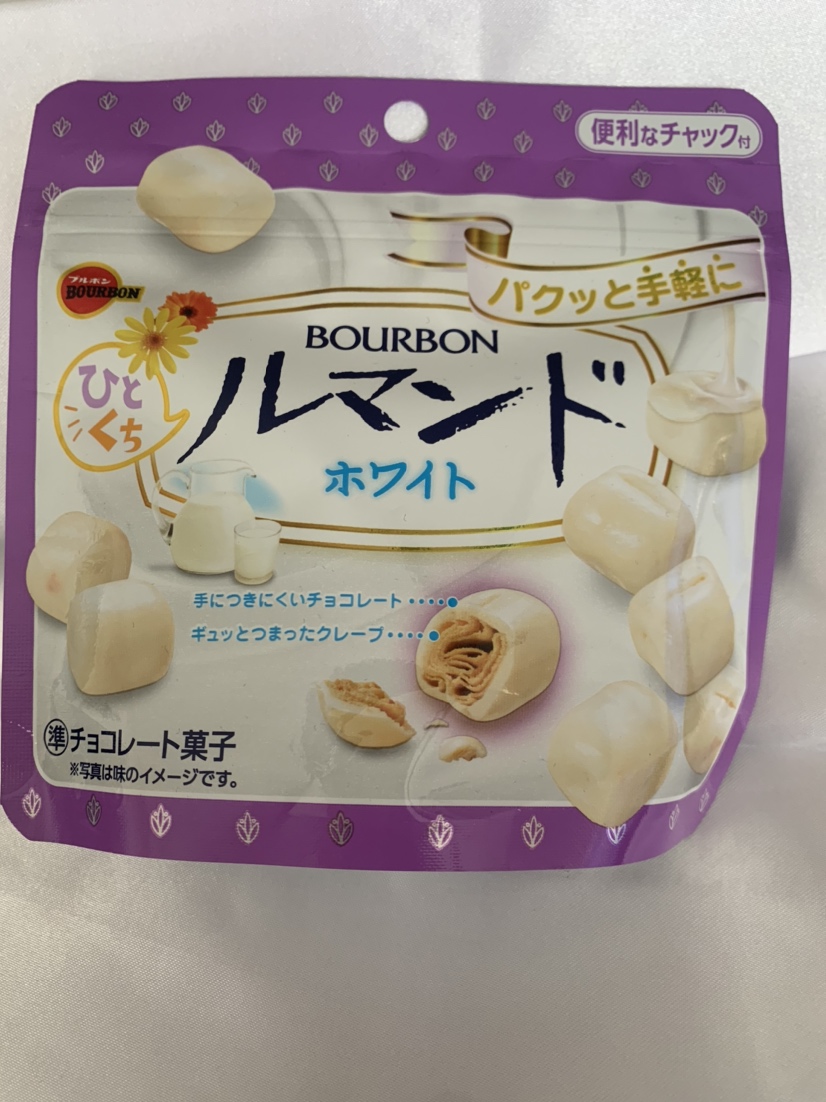 便利なチャック付
パクッと手軽に
ブルボン
BOURBON
BOURBON
ひとくち
ルマンド
ホワイト
手につきにくいチョコレート・・・・
ギュッとつまったクレープ・・・・
準チョコレート菓子
※写真は味のイメージです。